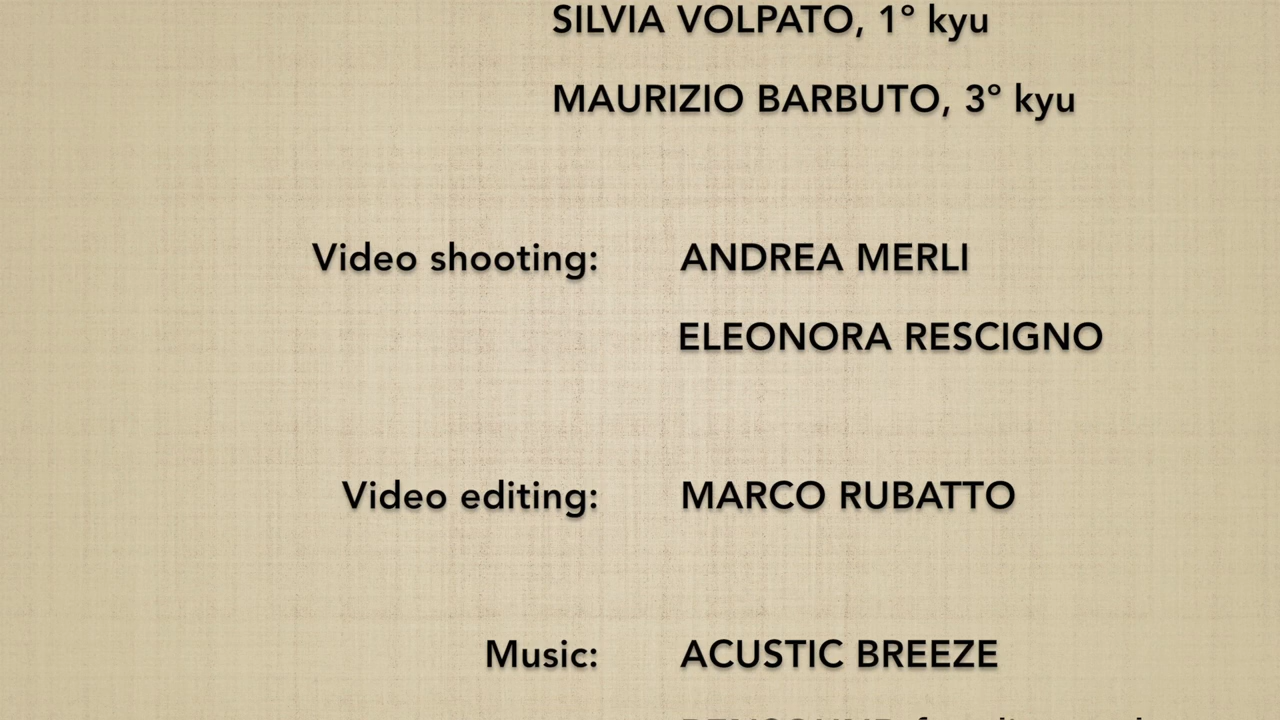 SILVIA VOLPATO, 1° kyu
MAURIZIO BARBUTO, 3° kyu
Video shooting: ANDREA MERLI
ELEONORA RESCIGNO
Video editing: MARCO RUBATTO
Music: ACUSTIC BREEZE